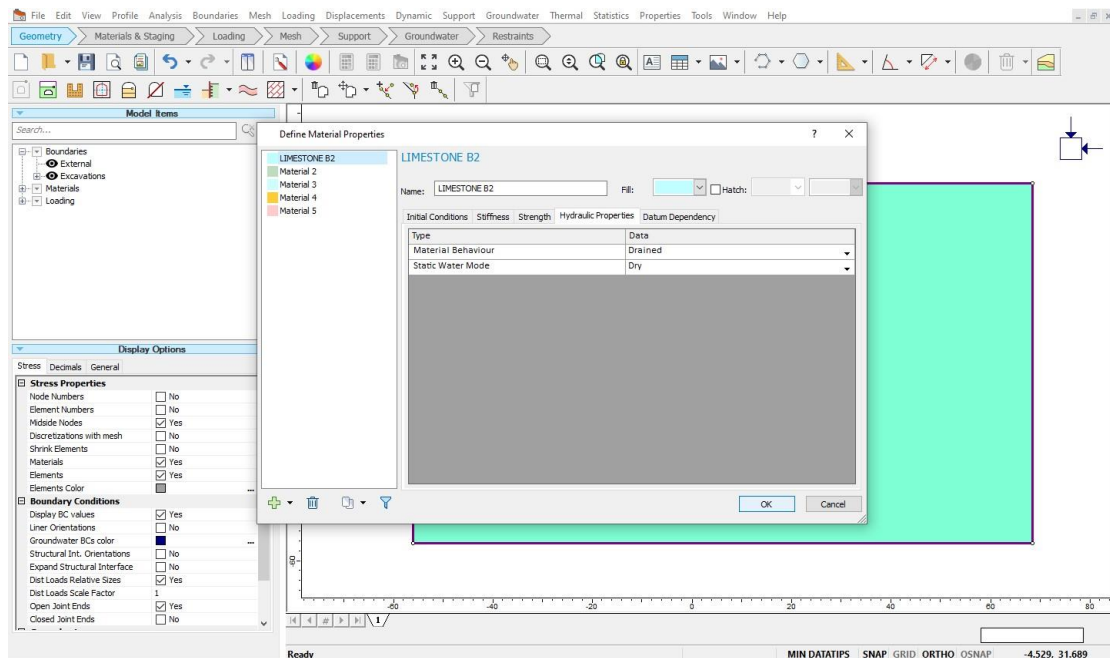 File Edit View Profile Analysis Boundaries Mesh Loading Displacements Dynamic Support Groundwater Thermal Statistics Properties Tools Window Help
Geometry Materials & Staging Loading Mesh Support Groundwater Restraints
Model Items
Search...
Boundaries
External
Excavations
Materials
Loading
Define Material Properties ? ×
LIMESTONE B2
Material 2
Material 3
Material 4
Material 5
LIMESTONE B2
Name: LIMESTONE B2 Fill: Hatch:
Initial Conditions Stiffness Strength Hydraulic Properties Datum Dependency
Type Data
Material Behaviour Drained
Static Water Mode Dry
OK Cancel
Display Options
Stress Decimals General
Stress Properties
Node Numbers No
Element Numbers No
Midside Nodes Yes
Discretizations with mesh No
Shrink Elements No
Materials Yes
Elements Yes
Elements Color ...
Boundary Conditions
Display BC values Yes
Liner Orientations No
Groundwater BCs color ...
Structural Int. Orientations No
Expand Structural Interface No
Dist Loads Relative Sizes Yes
Dist Loads Scale Factor 1
Open Joint Ends Yes
Closed Joint Ends No
-60
-60 -40 -20 0 20 40 60 80
# 1
Ready MIN DATATIPS SNAP GRID ORTHO OSNAP -4.529, 31.689